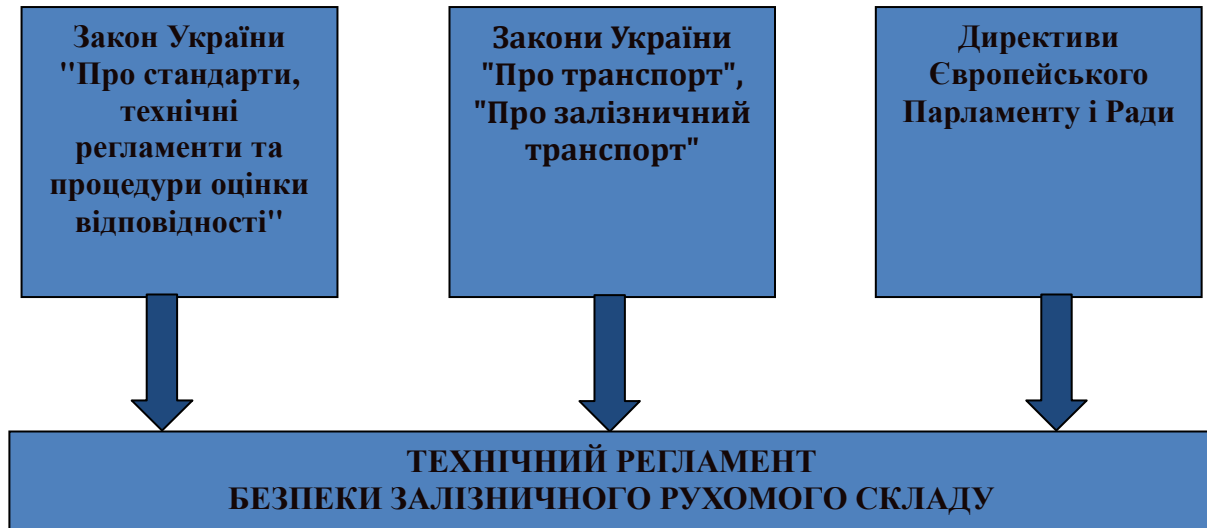 Закон України
"Про стандарти,
технічні
регламенти та
процедури оцінки
відповідності"
Закони України
"Про транспорт",
"Про залізничний
транспорт"
Директиви
Європейського
Парламенту і Ради
ТЕХНІЧНИЙ РЕГЛАМЕНТ
БЕЗПЕКИ ЗАЛІЗНИЧНОГО РУХОМОГО СКЛАДУ